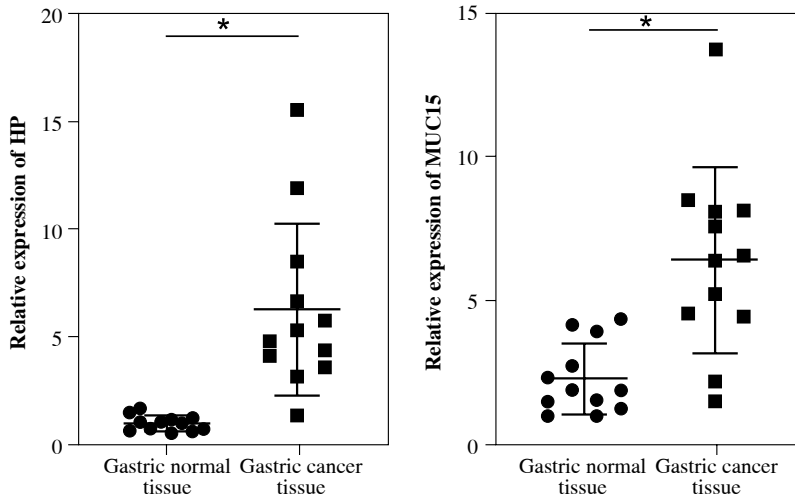 Relative expression of HP
20
15
10
5
0
*
Gastric normal
tissue
Gastric cancer
tissue
Relative expression of MUC15
15
10
5
0
*
Gastric normal
tissue
Gastric cancer
tissue